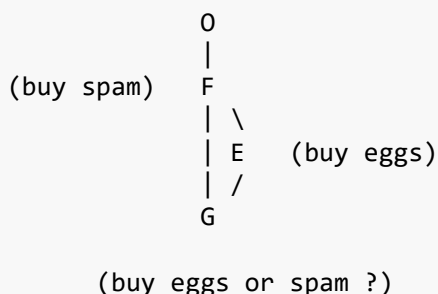 O
|
(buy spam) F
| \
| E (buy eggs)
| /
G
(buy eggs or spam ?)